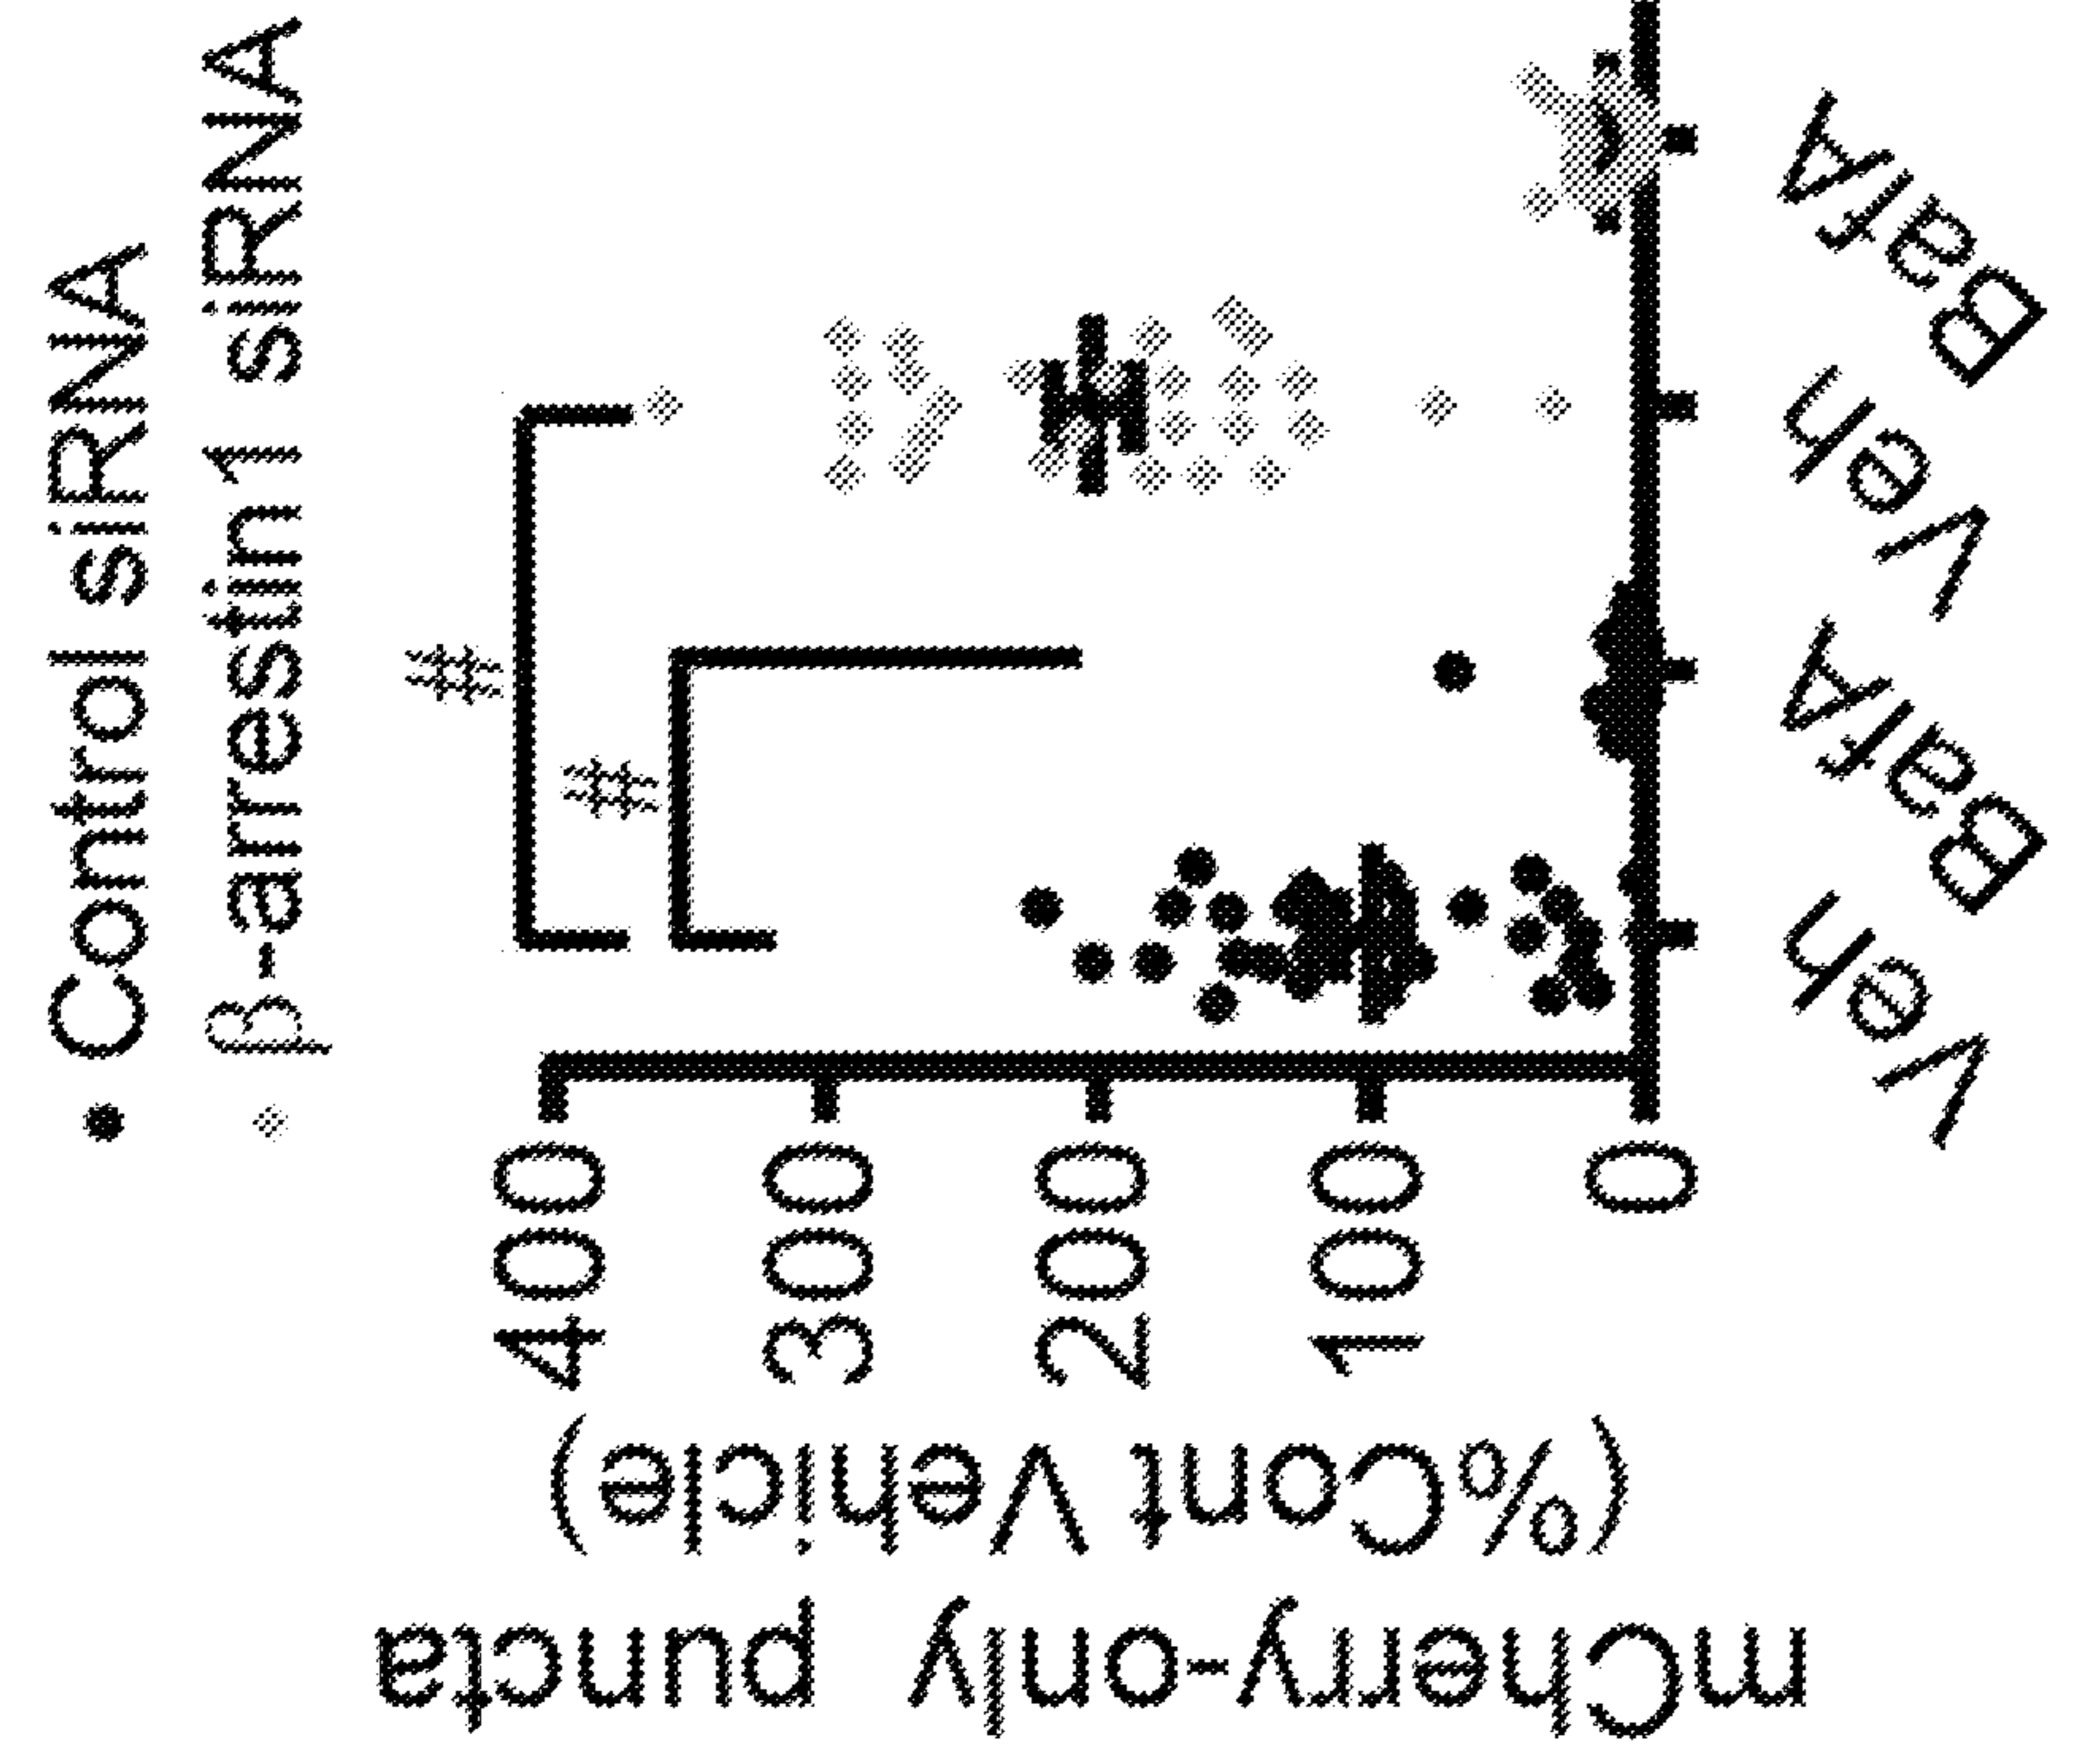 Control siRNA
β-arrestin1 siRNA
#
#
400
300
200
100
0
mCherry-only puncta
(%Cont Vehicle)
Veh
BafA
Veh
BafA